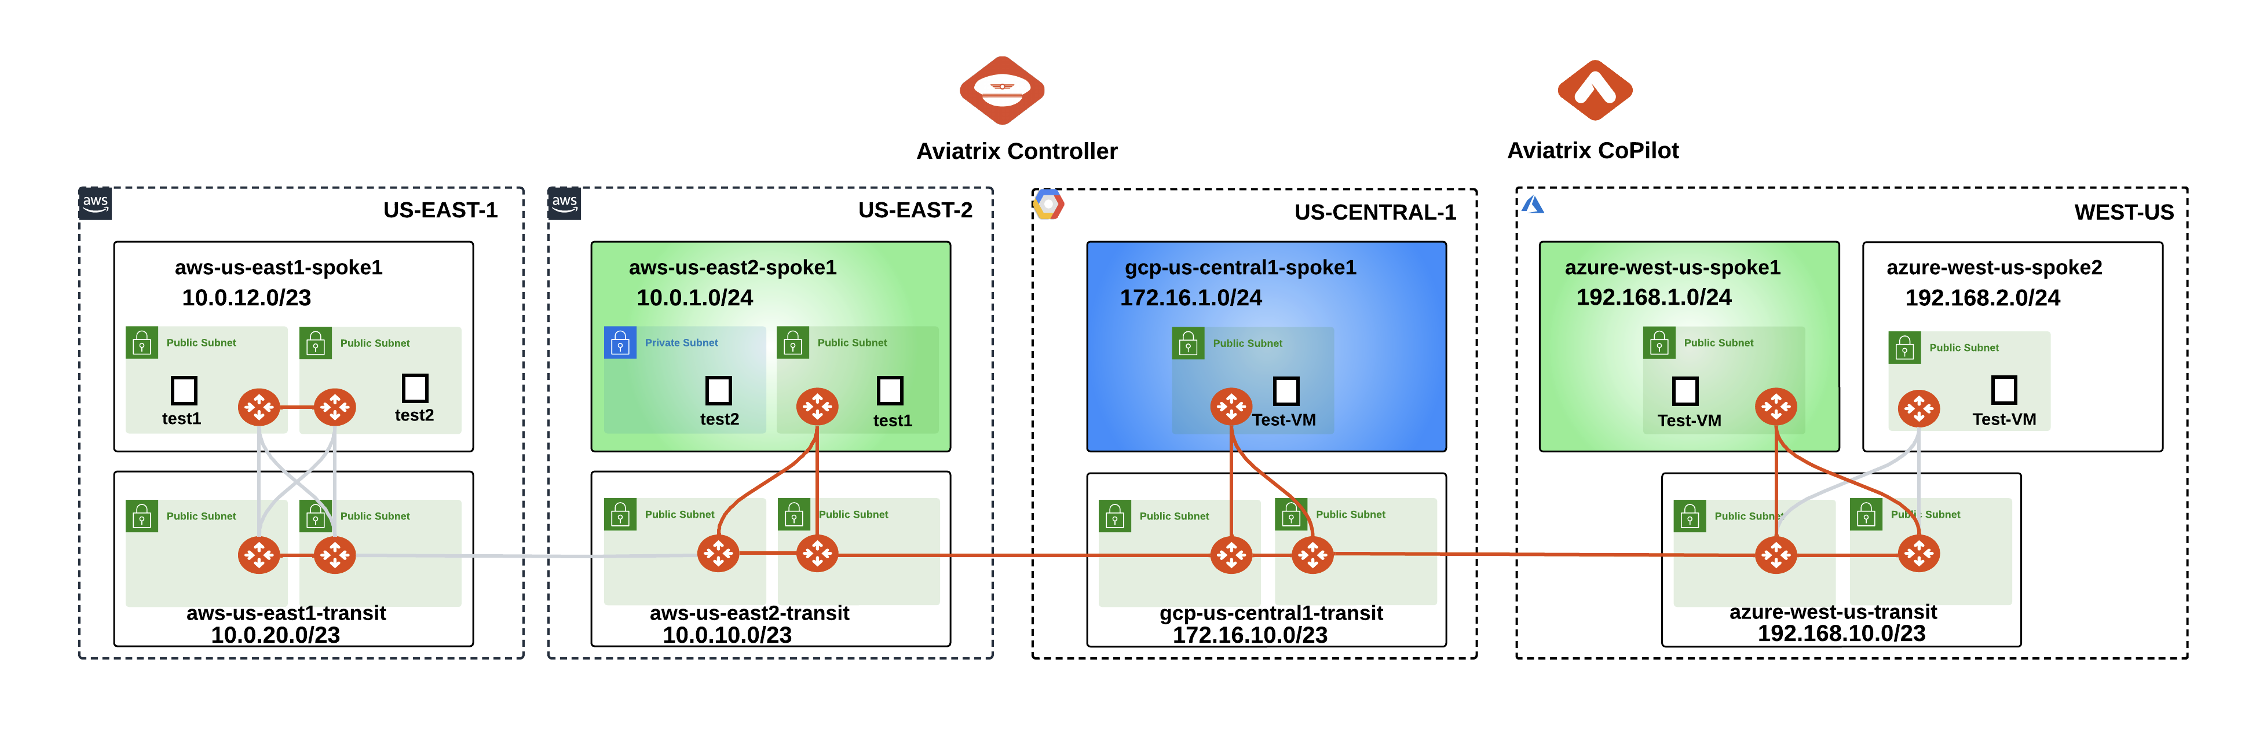 Aviatrix Controller
Aviatrix CoPilot
aws
US-EAST-1
aws-us-east1-spoke1
10.0.12.0/23
Public Subnet
Public Subnet
test1
test2
Public Subnet
Public Subnet
aws-us-east1-transit
10.0.20.0/23
aws
US-EAST-2
aws-us-east2-spoke1
10.0.1.0/24
Private Subnet
Public Subnet
test2
test1
Public Subnet
Public Subnet
aws-us-east2-transit
10.0.10.0/23
US-CENTRAL-1
gcp-us-central1-spoke1
172.16.1.0/24
Public Subnet
Test-VM
Public Subnet
Public Subnet
gcp-us-central1-transit
172.16.10.0/23
WEST-US
azure-west-us-spoke1
192.168.1.0/24
Public Subnet
Test-VM
azure-west-us-spoke2
192.168.2.0/24
Public Subnet
Test-VM
Public Subnet
Public Subnet
azure-west-us-transit
192.168.10.0/23